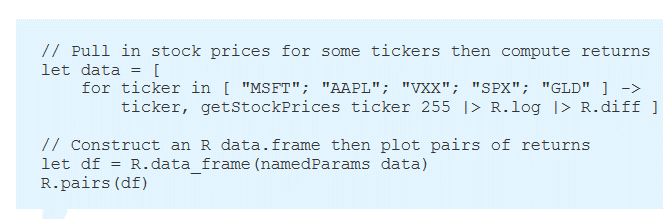 // Pull in stock prices for some tickers then compute returns
let data = [
for ticker in [ "MSFT"; "AAPL"; "VXX"; "SPX"; "GLD" ] ->
ticker, getStockPrices ticker 255 |> R.log |> R.diff ]
// Construct an R data.frame then plot pairs of returns
let df = R.data_frame(namedParams data)
R.pairs(df)